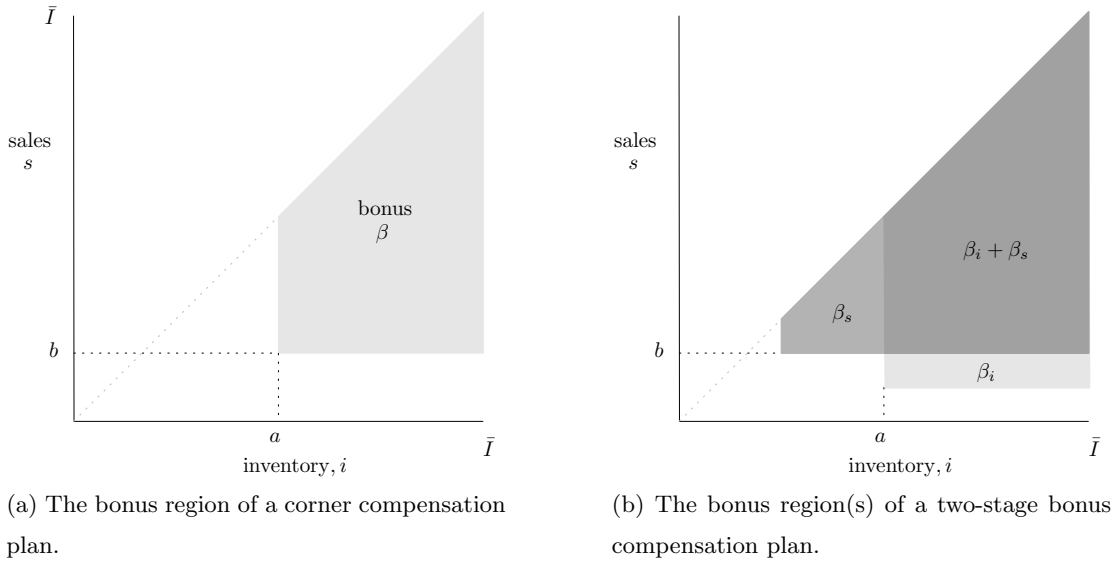 Ī
sales
s
bonus
β
b
a
Ī
inventory, i
(a) The bonus region of a corner compensation
plan.
sales
s
β_i + β_s
β_s
b
β_i
a
Ī
inventory, i
(b) The bonus region(s) of a two-stage bonus
compensation plan.